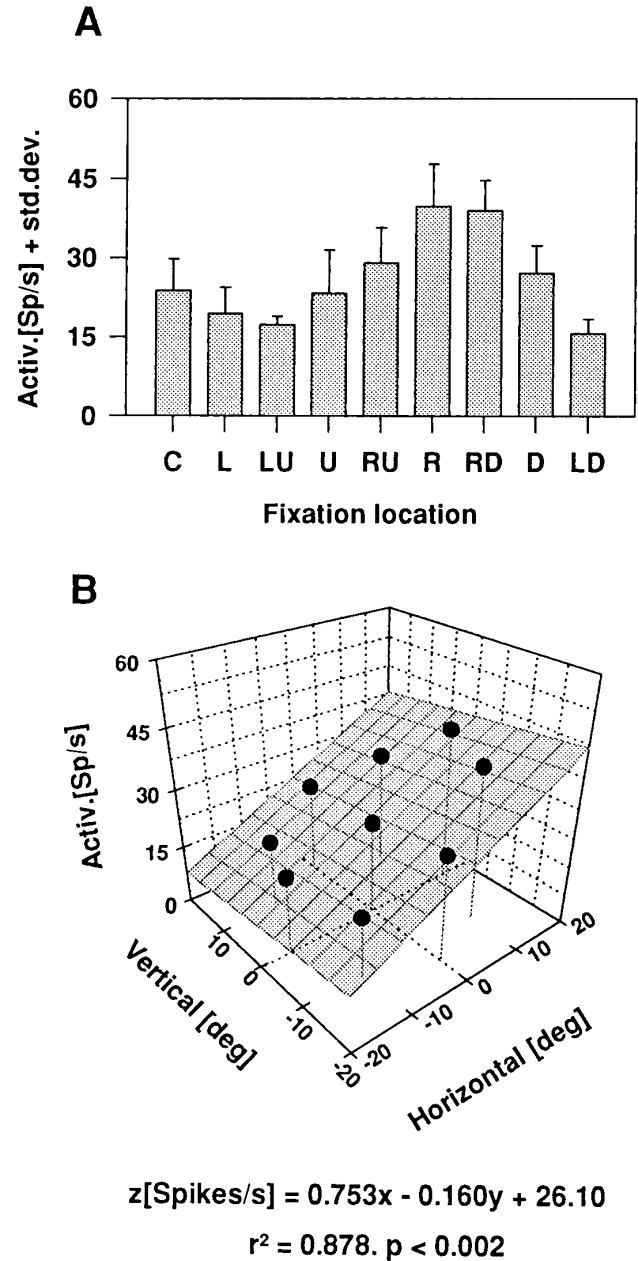 A
60
45
30
15
0
Activ.[Sp/s] + std.dev.
C L LU U RU R RD D LD
Fixation location
B
60
45
30
15
0
Activ.[Sp/s]
10
0
-10
-20
Vertical [deg]
-20
-10
0
10
20
Horizontal [deg]
z[Spikes/s] = 0.753x - 0.160y + 26.10
r² = 0.878. p < 0.002